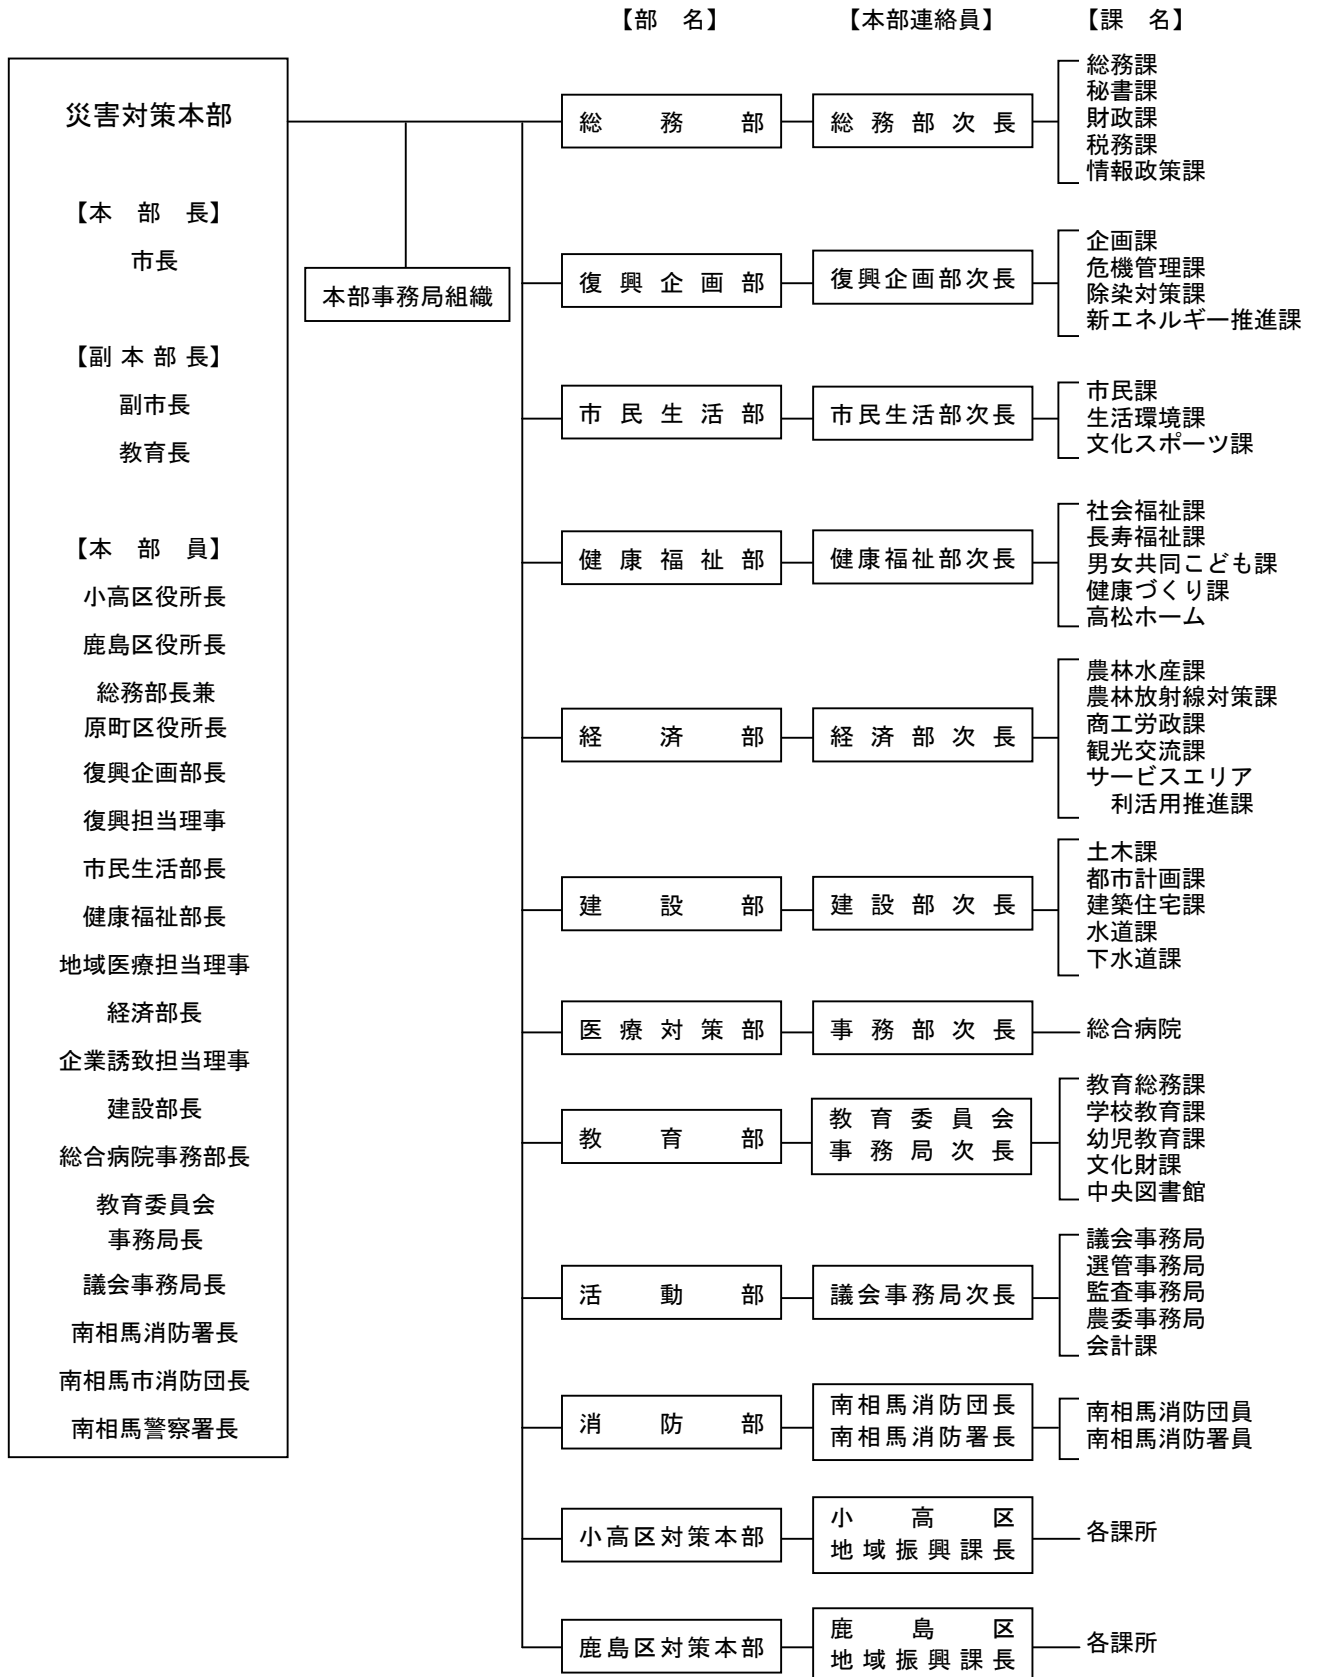 【部　名】　【本部連絡員】　【課　名】
災害対策本部
【本　部　長】
市長
【副 本 部 長】
副市長
教育長
【本　部　員】
小高区役所長
鹿島区役所長
総務部長兼
原町区役所長
復興企画部長
復興担当理事
市民生活部長
健康福祉部長
地域医療担当理事
経済部長
企業誘致担当理事
建設部長
総合病院事務部長
教育委員会
事務局長
議会事務局長
南相馬消防署長
南相馬市消防団長
南相馬警察署長
本部事務局組織
総務部
総務部次長
総務課
秘書課
財政課
税務課
情報政策課
復興企画部
復興企画部次長
企画課
危機管理課
除染対策課
新エネルギー推進課
市民生活部
市民生活部次長
市民課
生活環境課
文化スポーツ課
健康福祉部
健康福祉部次長
社会福祉課
長寿福祉課
男女共同こども課
健康づくり課
高松ホーム
経済部
経済部次長
農林水産課
農林放射線対策課
商工労政課
観光交流課
サービスエリア
利活用推進課
建設部
建設部次長
土木課
都市計画課
建築住宅課
水道課
下水道課
医療対策部
事務部次長
総合病院
教育部
教育委員会
事務局次長
教育総務課
学校教育課
幼児教育課
文化財課
中央図書館
活動部
議会事務局次長
議会事務局
選管事務局
監査事務局
農委事務局
会計課
消防部
南相馬消防団長
南相馬消防署長
南相馬消防団員
南相馬消防署員
小高区対策本部
小高区
地域振興課長
各課所
鹿島区対策本部
鹿島区
地域振興課長
各課所